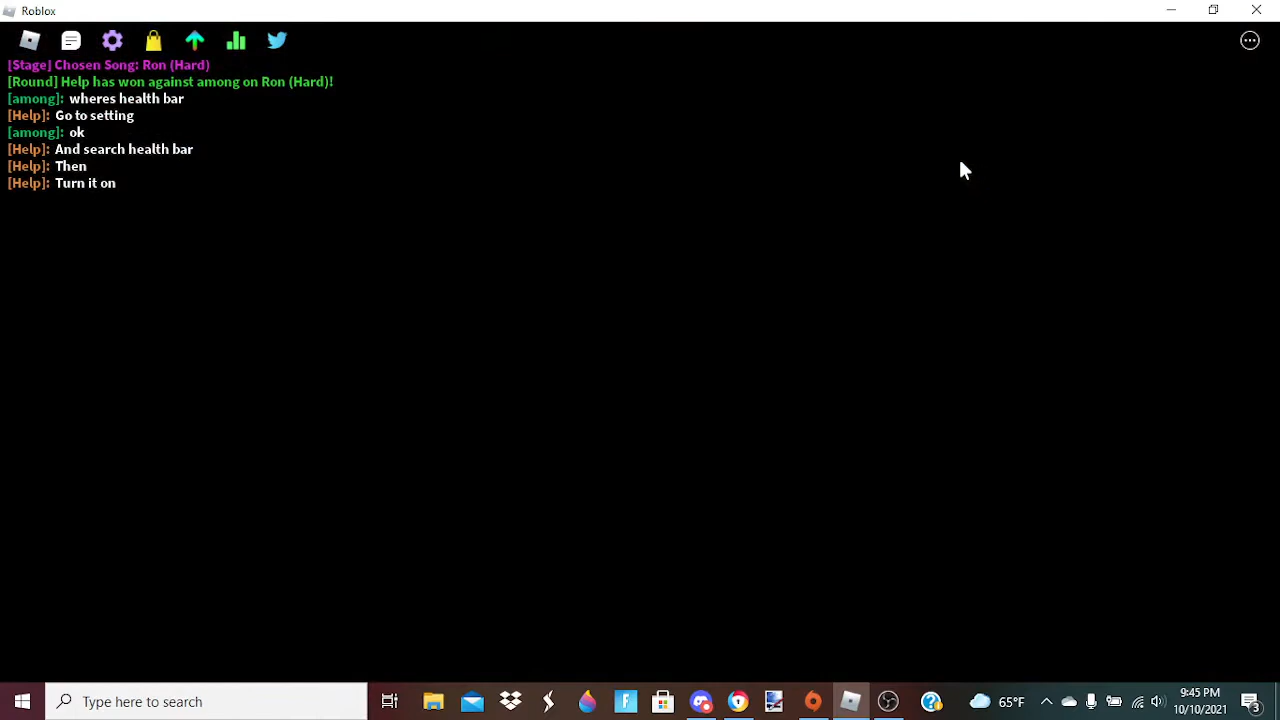 Roblox
[Stage] Chosen Song: Ron (Hard)
[Round] Help has won against among on Ron (Hard)!
[among]: wheres health bar
[Help]: Go to setting
[among]: ok
[Help]: And search health bar
[Help]: Then
[Help]: Turn it on
Type here to search
65°F
9:45 PM
10/10/2021
3